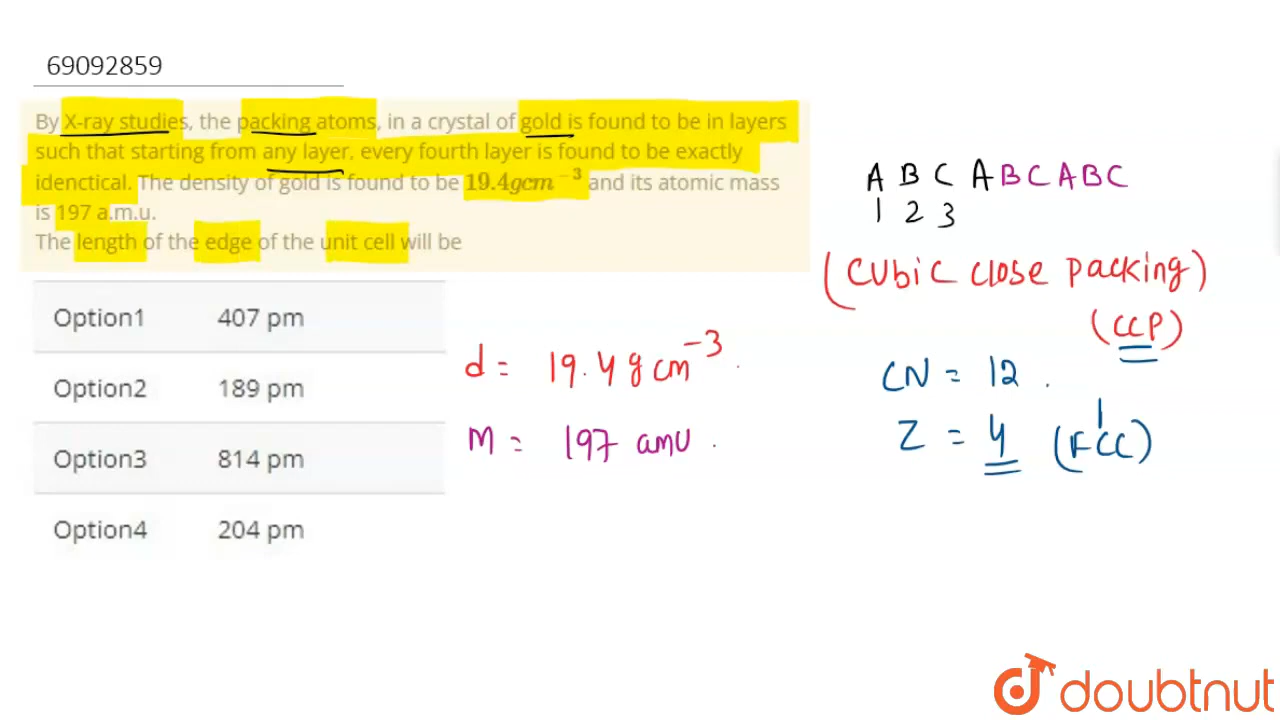 69092859
By X-ray studies, the packing atoms, in a crystal of gold is found to be in layers
such that starting from any layer, every fourth layer is found to be exactly
idenctical. The density of gold is found to be 19.4gcm⁻³ and its atomic mass
is 197 a.m.u.
The length of the edge of the unit cell will be
Option1 407 pm
Option2 189 pm
Option3 814 pm
Option4 204 pm
d = 19.4 g cm⁻³
M = 197 amu
A B C A B C A B C
1 2 3
(Cubic close packing)
(CCP)
CN = 12
Z = 4 (FCC)
doubtnut